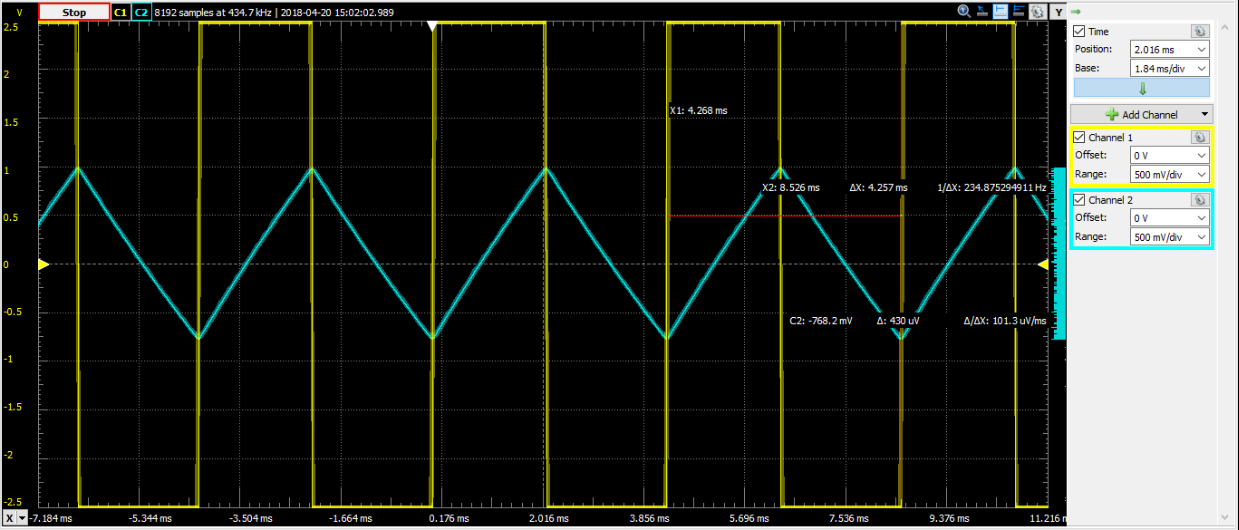 V Stop C1 C2 8192 samples at 434.7 kHz | 2018-04-20 15:02:02.989 Y
2.5
2
1.5
1
0.5
0
-0.5
-1
-1.5
-2
-2.5
X1: 4.268 ms
X2: 8.526 ms ΔX: 4.257 ms 1/ΔX: 234.875294911 Hz
C2: -768.2 mV Δ: 430 uV Δ/ΔX: 101.3 uV/ms
X -7.184 ms -5.344 ms -3.504 ms -1.664 ms 0.176 ms 2.016 ms 3.856 ms 5.696 ms 7.536 ms 9.376 ms 11.216 m
Time
Position: 2.016 ms
Base: 1.84 ms/div
Add Channel
Channel 1
Offset: 0 V
Range: 500 mV/div
Channel 2
Offset: 0 V
Range: 500 mV/div